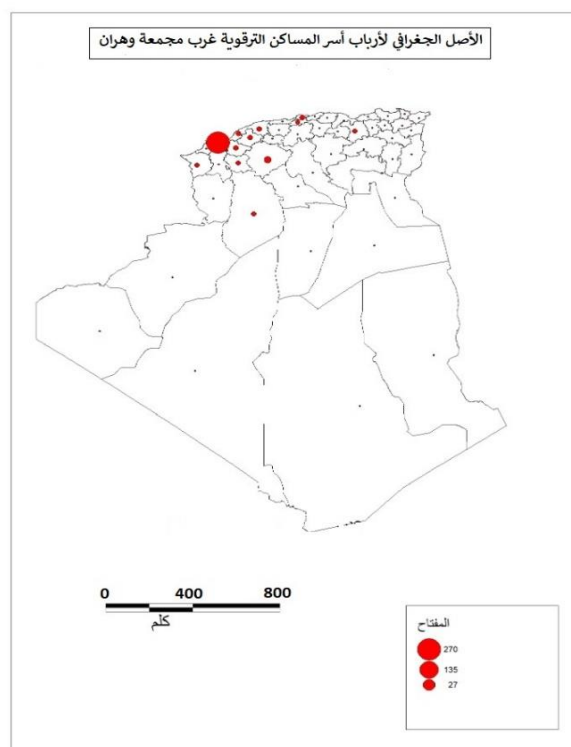 الأصل الجغرافي لأرباب أسر المساكن الترقوية غرب مجمعة وهران
0 400 800
كلم
المفتاح
270
135
27